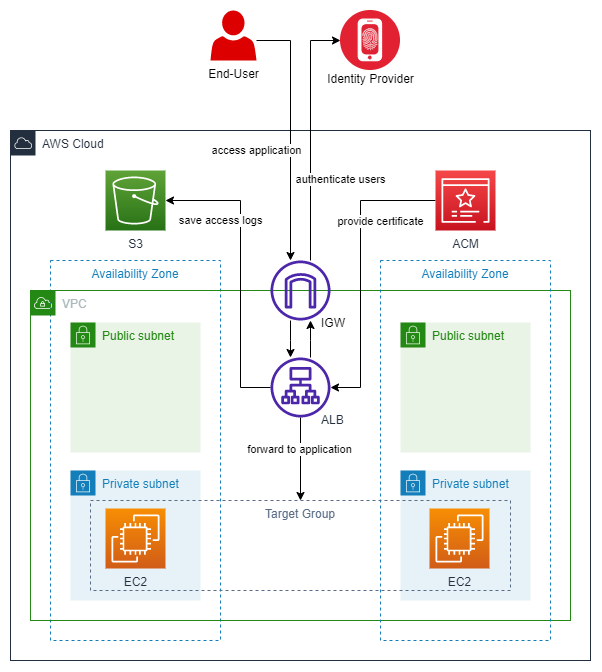 End-User
Identity Provider
AWS Cloud
access application
authenticate users
save access logs
provide certificate
S3
ACM
Availability Zone
Availability Zone
VPC
IGW
Public subnet
Public subnet
ALB
forward to application
Private subnet
Private subnet
Target Group
EC2
EC2